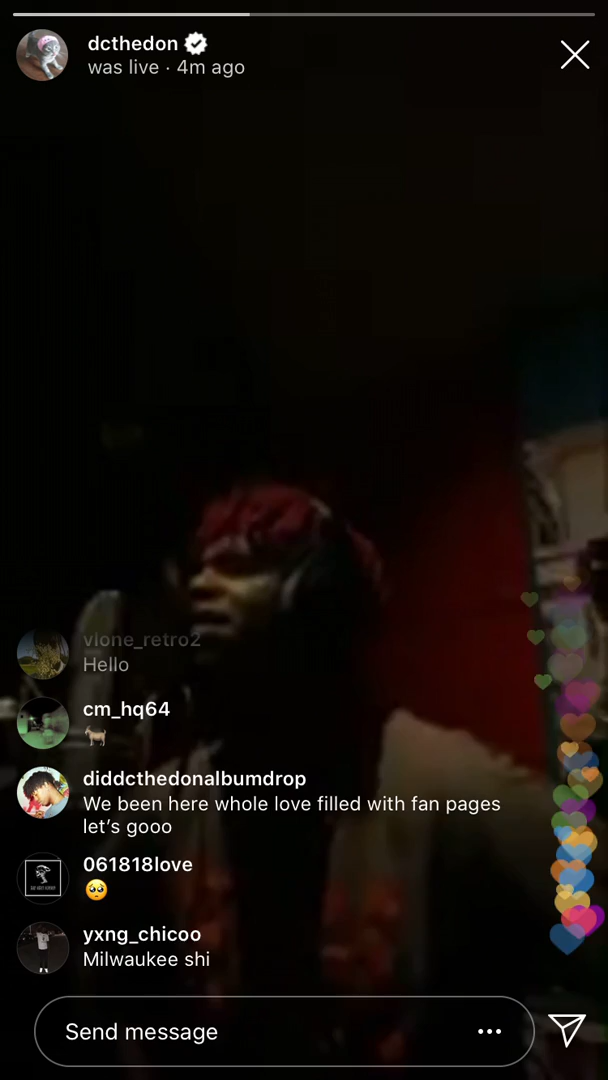 dcthedon
was live · 4m ago
vlone_retro2
Hello
cm_hq64
🐐
diddcthedonalbumdrop
We been here whole love filled with fan pages
let's gooo
061818love
🥺
yxng_chicoo
Milwaukee shi
Send message